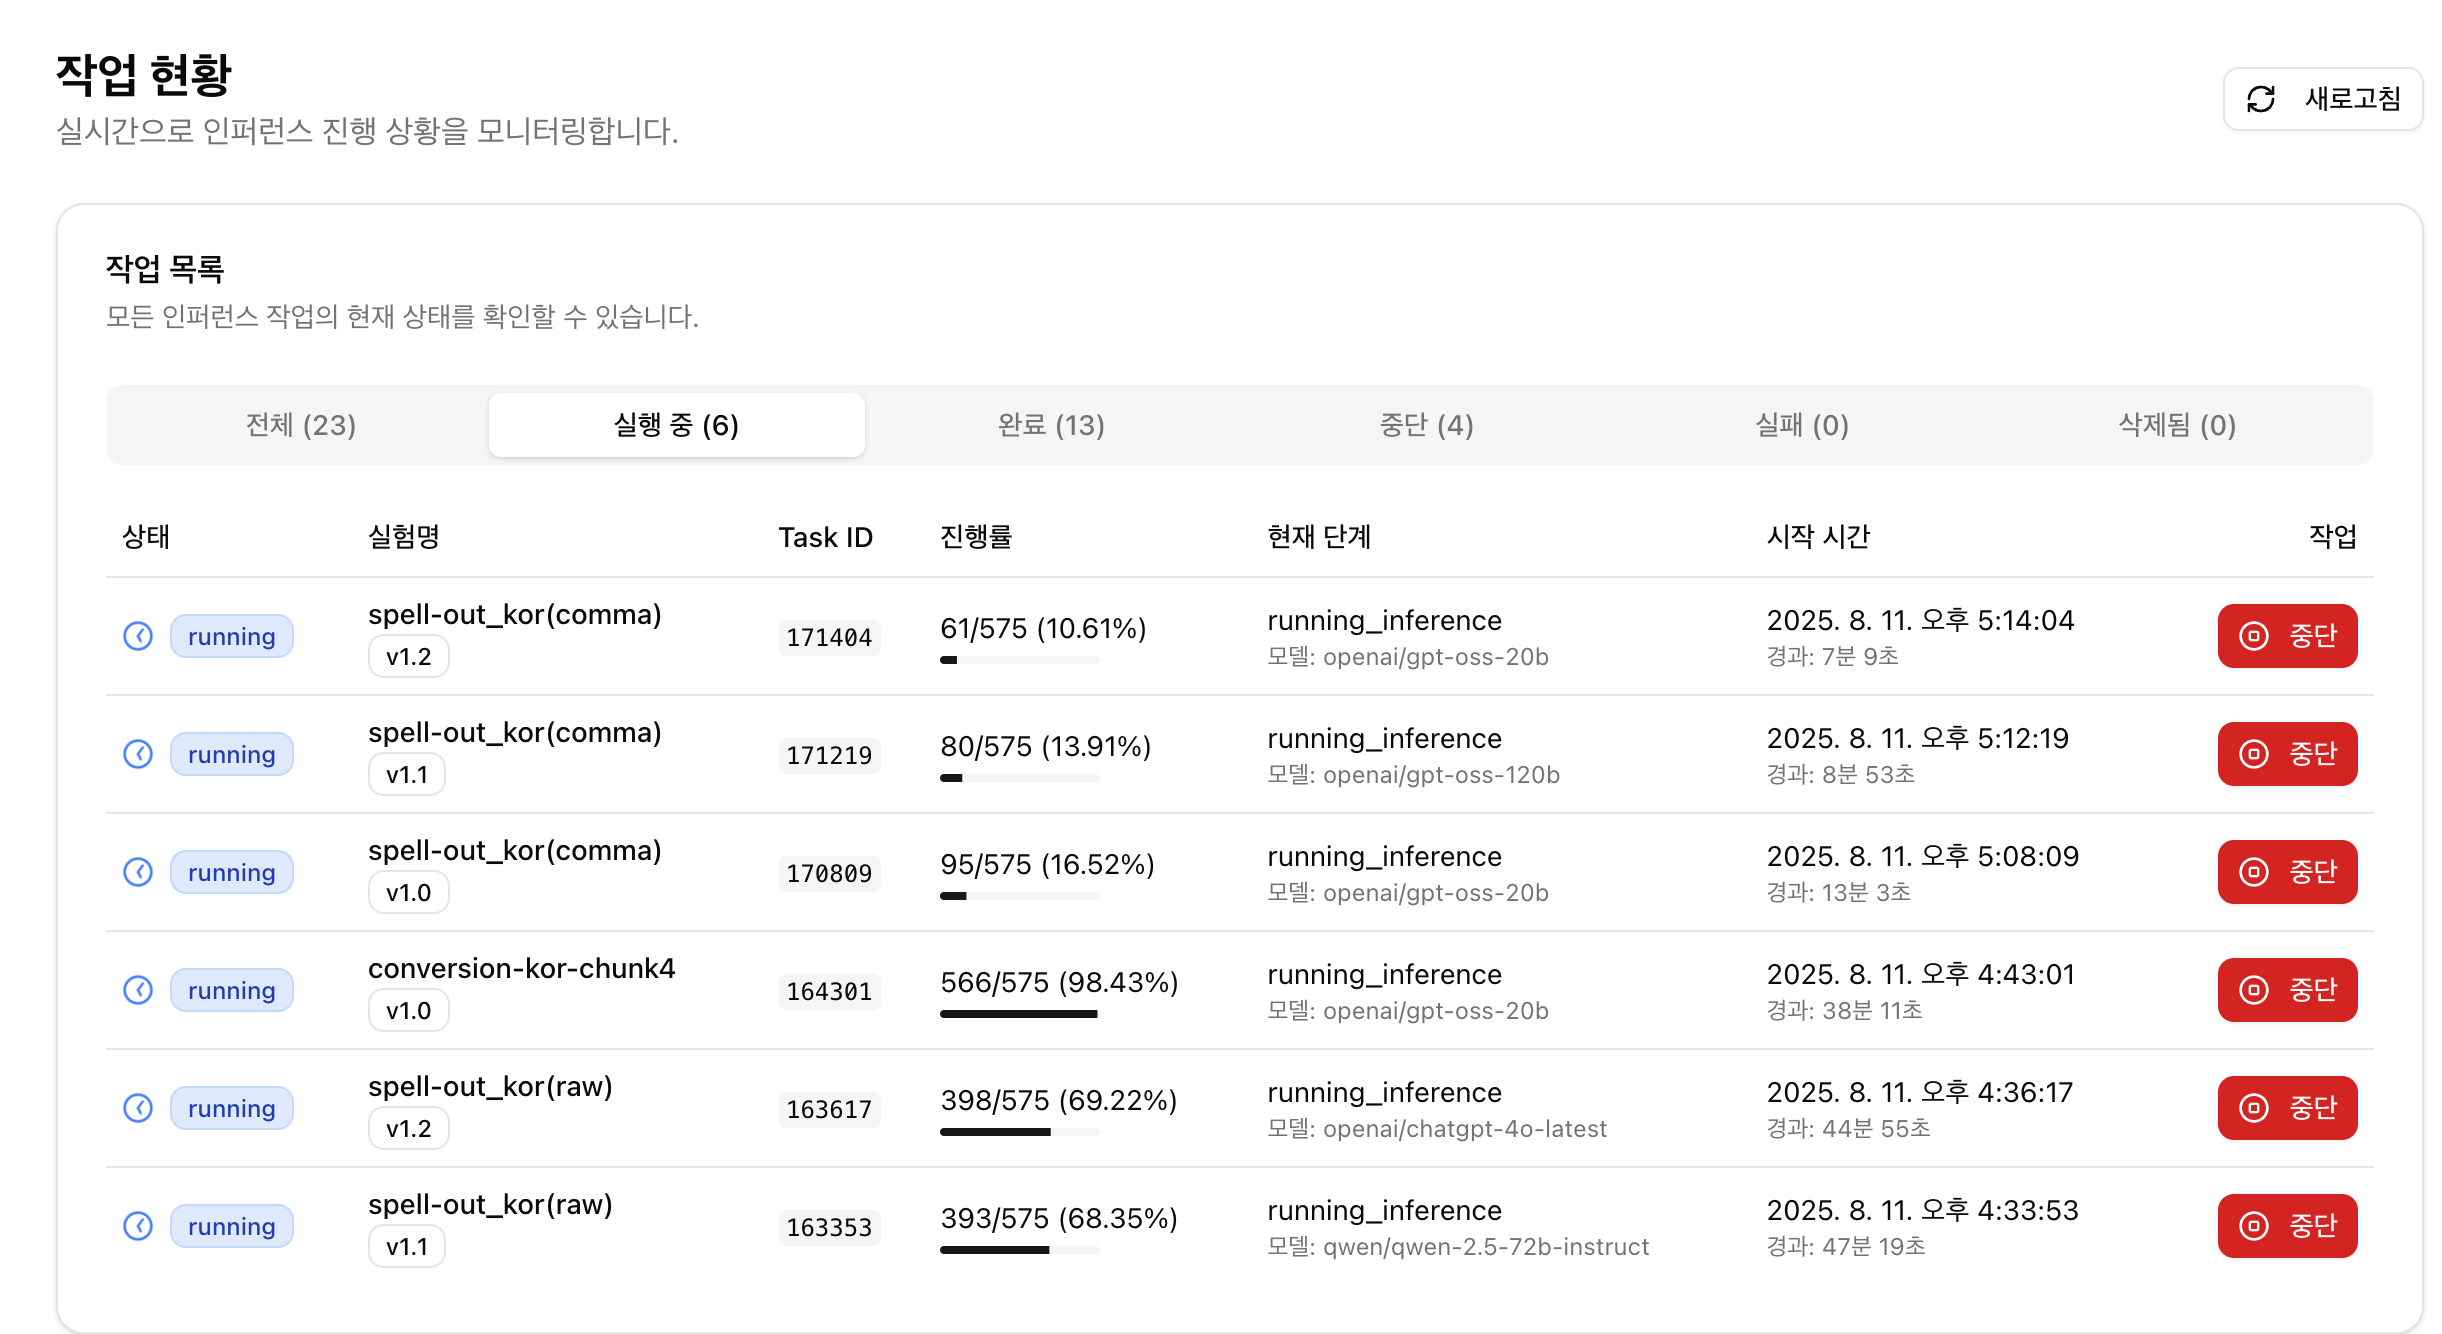 작업 현황
실시간으로 인퍼런스 진행 상황을 모니터링합니다.
새로고침
작업 목록
모든 인퍼런스 작업의 현재 상태를 확인할 수 있습니다.
전체 (23) 실행 중 (6) 완료 (13) 중단 (4) 실패 (0) 삭제됨 (0)
상태 실험명 Task ID 진행률 현재 단계 시작 시간 작업
running spell-out_kor(comma) 171404 61/575 (10.61%) running_inference 2025. 8. 11. 오후 5:14:04 중단
v1.2 모델: openai/gpt-oss-20b 경과: 7분 9초
running spell-out_kor(comma) 171219 80/575 (13.91%) running_inference 2025. 8. 11. 오후 5:12:19 중단
v1.1 모델: openai/gpt-oss-120b 경과: 8분 53초
running spell-out_kor(comma) 170809 95/575 (16.52%) running_inference 2025. 8. 11. 오후 5:08:09 중단
v1.0 모델: openai/gpt-oss-20b 경과: 13분 3초
running conversion-kor-chunk4 164301 566/575 (98.43%) running_inference 2025. 8. 11. 오후 4:43:01 중단
v1.0 모델: openai/gpt-oss-20b 경과: 38분 11초
running spell-out_kor(raw) 163617 398/575 (69.22%) running_inference 2025. 8. 11. 오후 4:36:17 중단
v1.2 모델: openai/chatgpt-4o-latest 경과: 44분 55초
running spell-out_kor(raw) 163353 393/575 (68.35%) running_inference 2025. 8. 11. 오후 4:33:53 중단
v1.1 모델: qwen/qwen-2.5-72b-instruct 경과: 47분 19초